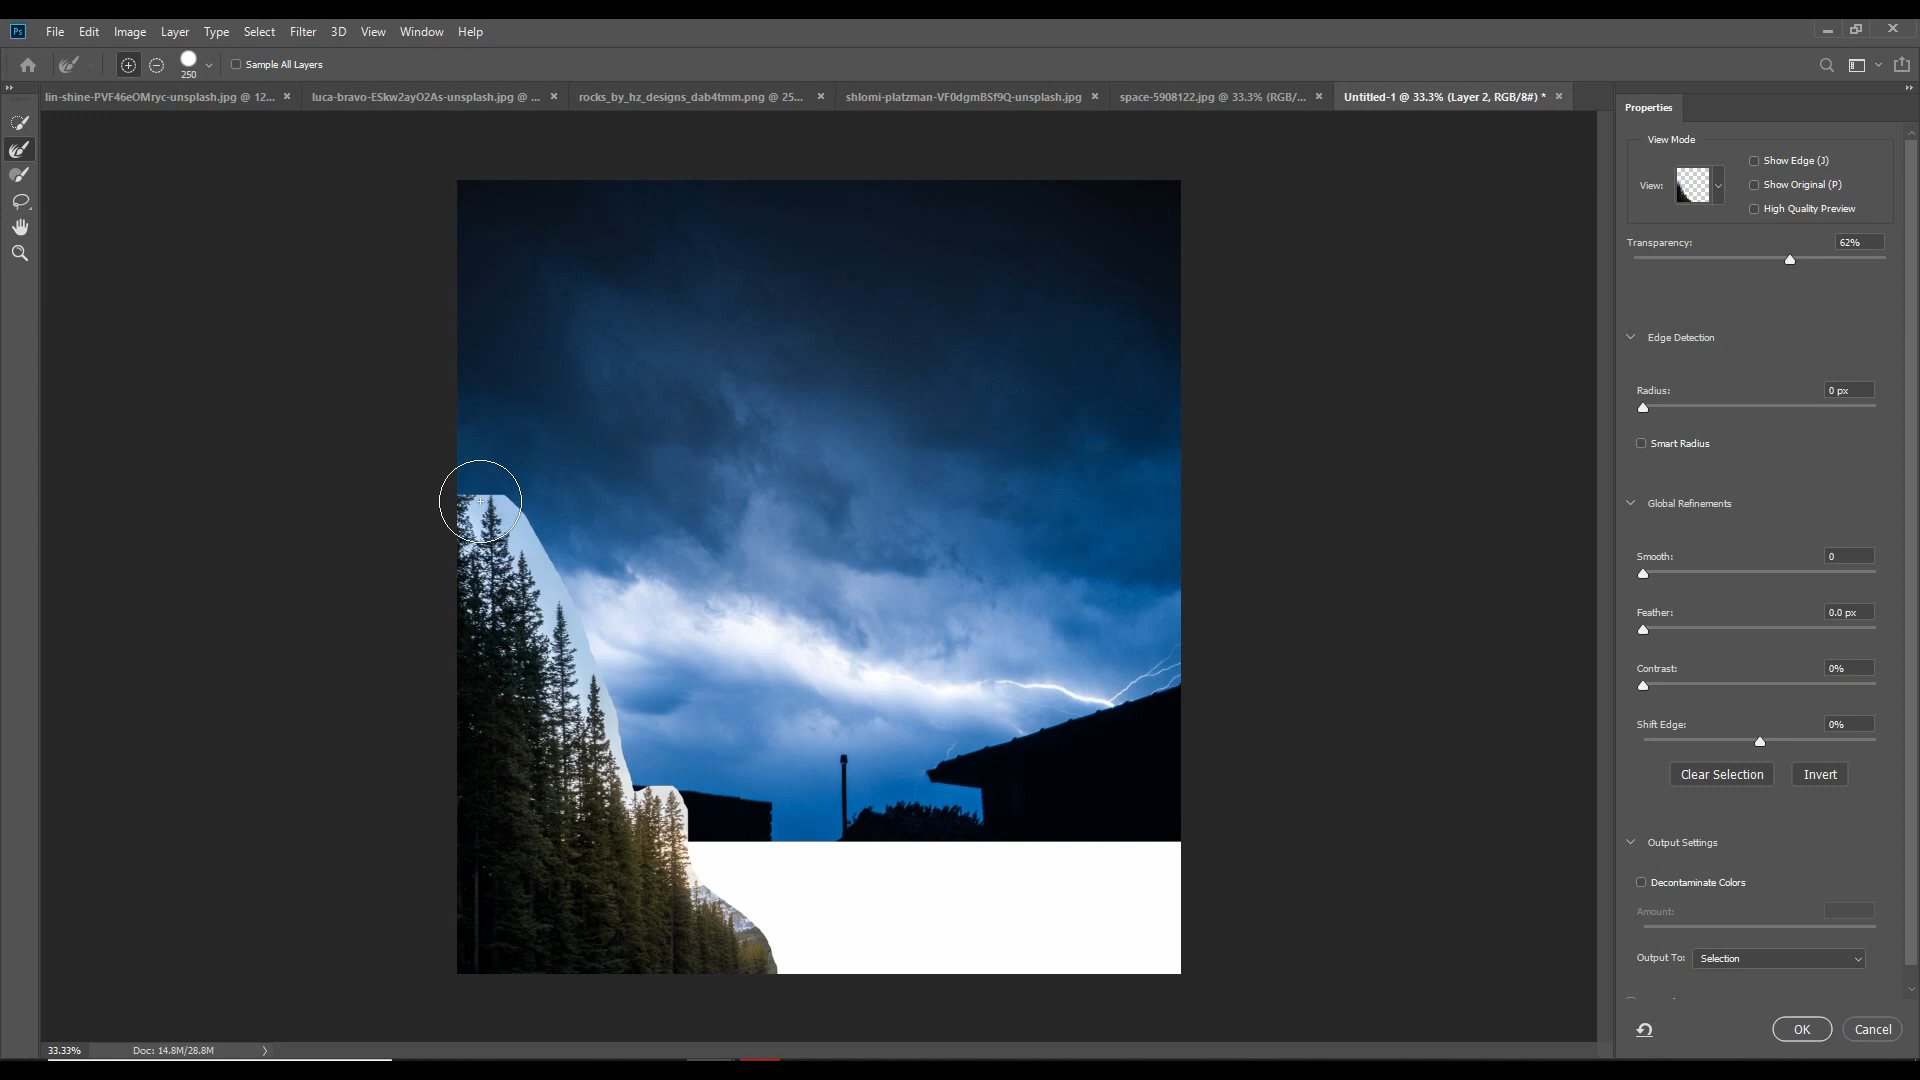 Ps File Edit Image Layer Type Select Filter 3D View Window Help
250 Sample All Layers
lin-shine-PVF46eOMryc-unsplash.jpg @ 12... × luca-bravo-ESkw2ayO2As-unsplash.jpg @ ... × rocks_by_hz_designs_dab4tmm.png @ 25... × shlomi-platzman-VF0dgmBSf9Q-unsplash.jpg × space-5908122.jpg @ 33.3% (RGB/... × Untitled-1 @ 33.3% (Layer 2, RGB/8#) * ×
Properties
View Mode
Show Edge (J)
View:
Show Original (P)
High Quality Preview
Transparency: 62%
Edge Detection
Radius: 0 px
Smart Radius
Global Refinements
Smooth: 0
Feather: 0.0 px
Contrast: 0%
Shift Edge: 0%
Clear Selection Invert
Output Settings
Decontaminate Colors
Amount:
Output To: Selection
OK Cancel
33.33% Doc: 14.8M/28.8M